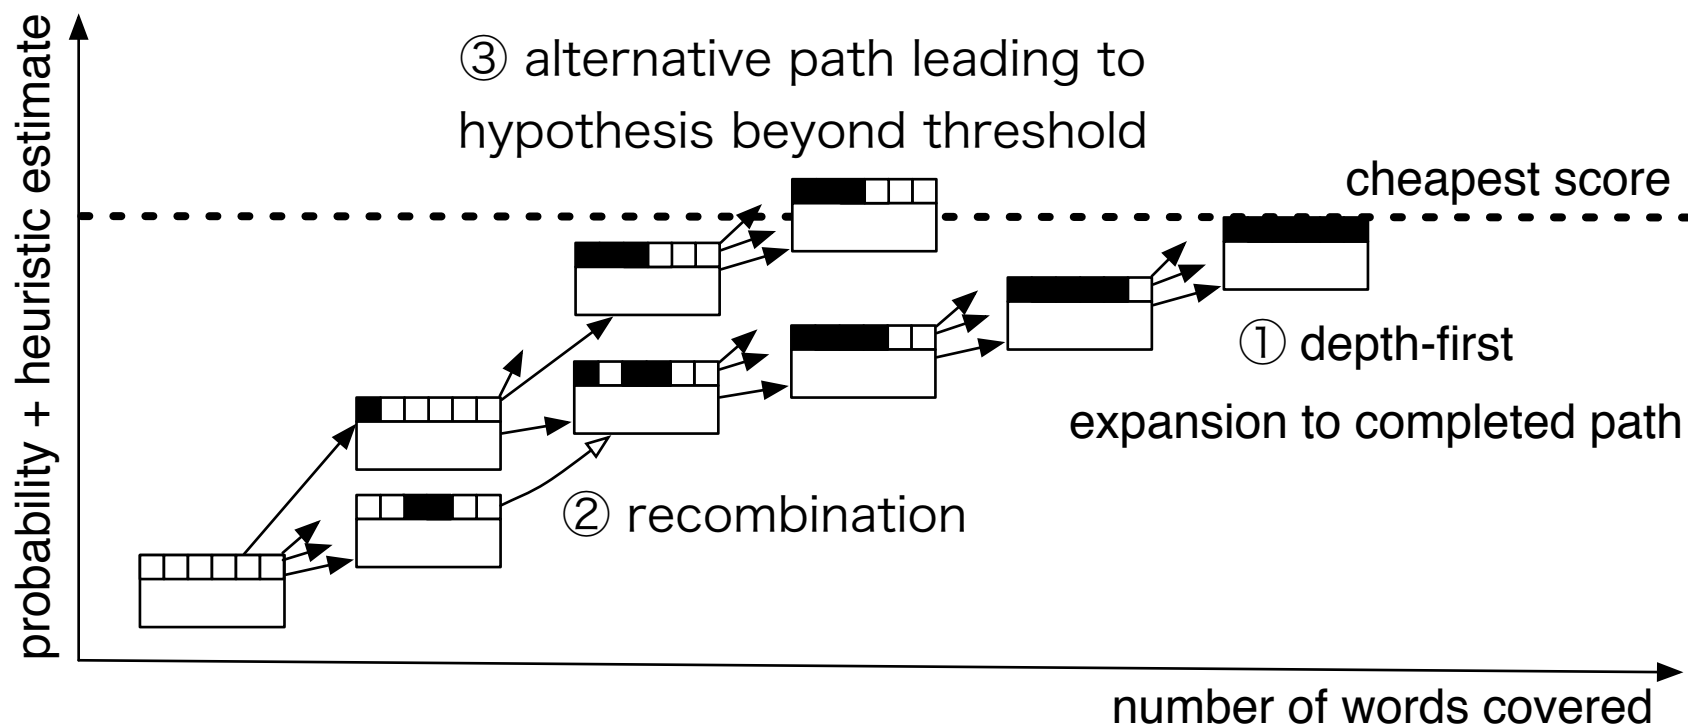 probability + heuristic estimate
③ alternative path leading to
hypothesis beyond threshold
cheapest score
① depth-first
expansion to completed path
② recombination
number of words covered